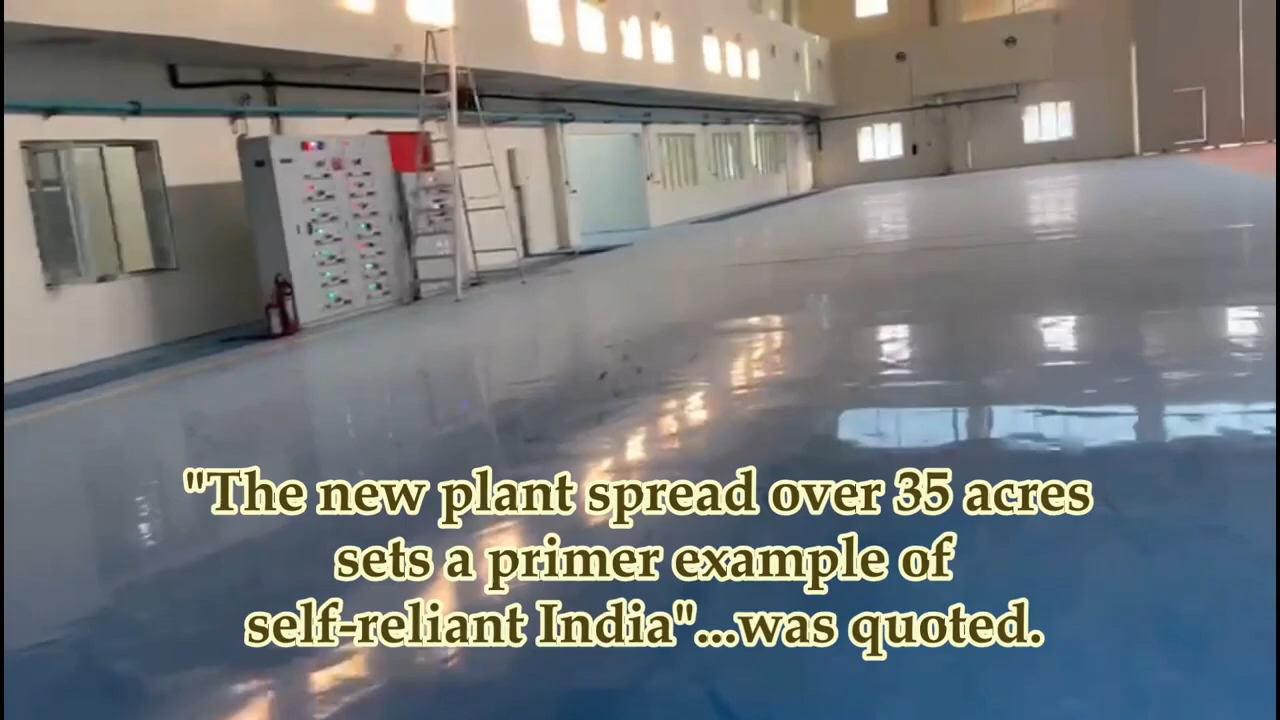 "The new plant spread over 35 acres
sets a primer example of
self-reliant India"...was quoted.